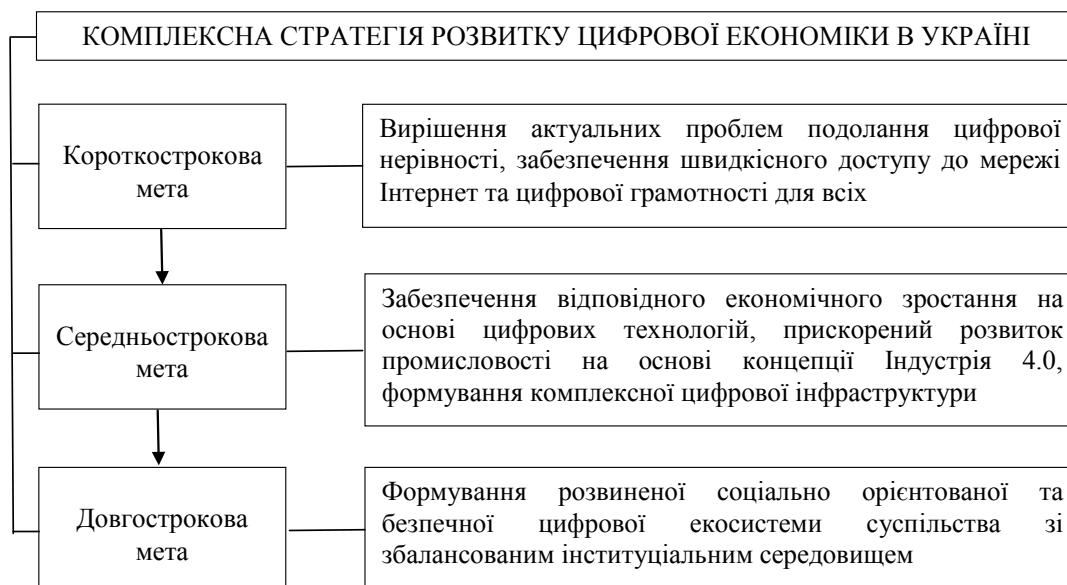 КОМПЛЕКСНА СТРАТЕГІЯ РОЗВИТКУ ЦИФРОВОЇ ЕКОНОМІКИ В УКРАЇНІ
Короткострокова
мета
Вирішення актуальних проблем подолання цифрової
нерівності, забезпечення швидкісного доступу до мережі
Інтернет та цифрової грамотності для всіх
Середньострокова
мета
Забезпечення відповідного економічного зростання на
основі цифрових технологій, прискорений розвиток
промисловості на основі концепції Індустрія 4.0,
формування комплексної цифрової інфраструктури
Довгострокова
мета
Формування розвиненої соціально орієнтованої та
безпечної цифрової екосистеми суспільства зі
збалансованим інституціальним середовищем